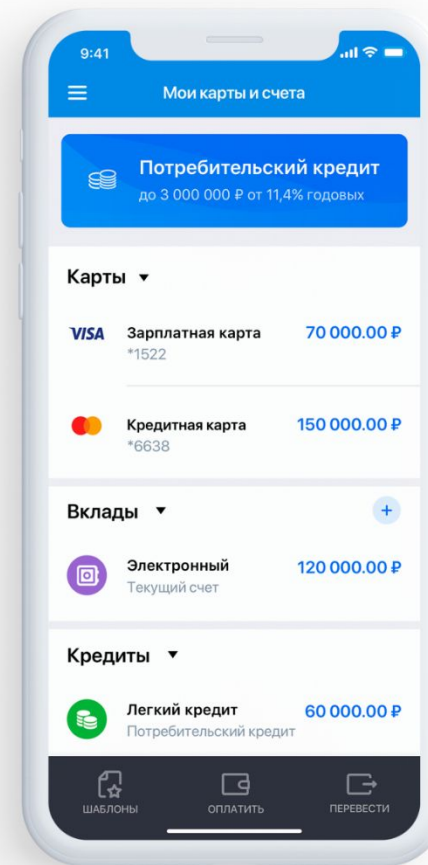 9:41
Мои карты и счета
Потребительский кредит
до 3 000 000 ₽ от 11,4% годовых
Карты
VISA
Зарплатная карта
70 000.00 ₽
*1522
Кредитная карта
150 000.00 ₽
*6638
Вклады
+
Электронный
120 000.00 ₽
Текущий счет
Кредиты
Легкий кредит
60 000.00 ₽
Потребительский кредит
ШАБЛОНЫ
ОПЛАТИТЬ
ПЕРЕВЕСТИ